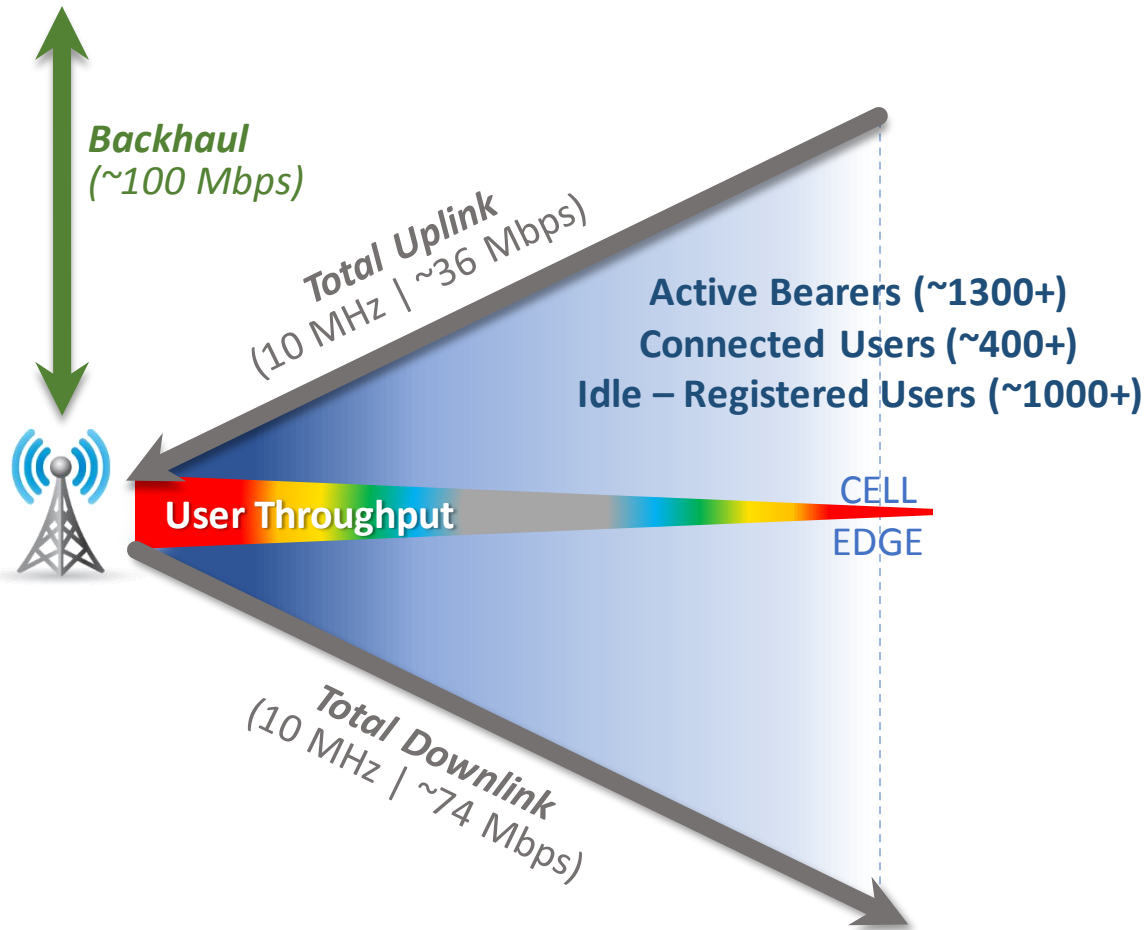 Backhaul
(~100 Mbps)
Total Uplink
(10 MHz | ~36 Mbps)
Active Bearers (~1300+)
Connected Users (~400+)
Idle – Registered Users (~1000+)
User Throughput
CELL
EDGE
Total Downlink
(10 MHz | ~74 Mbps)